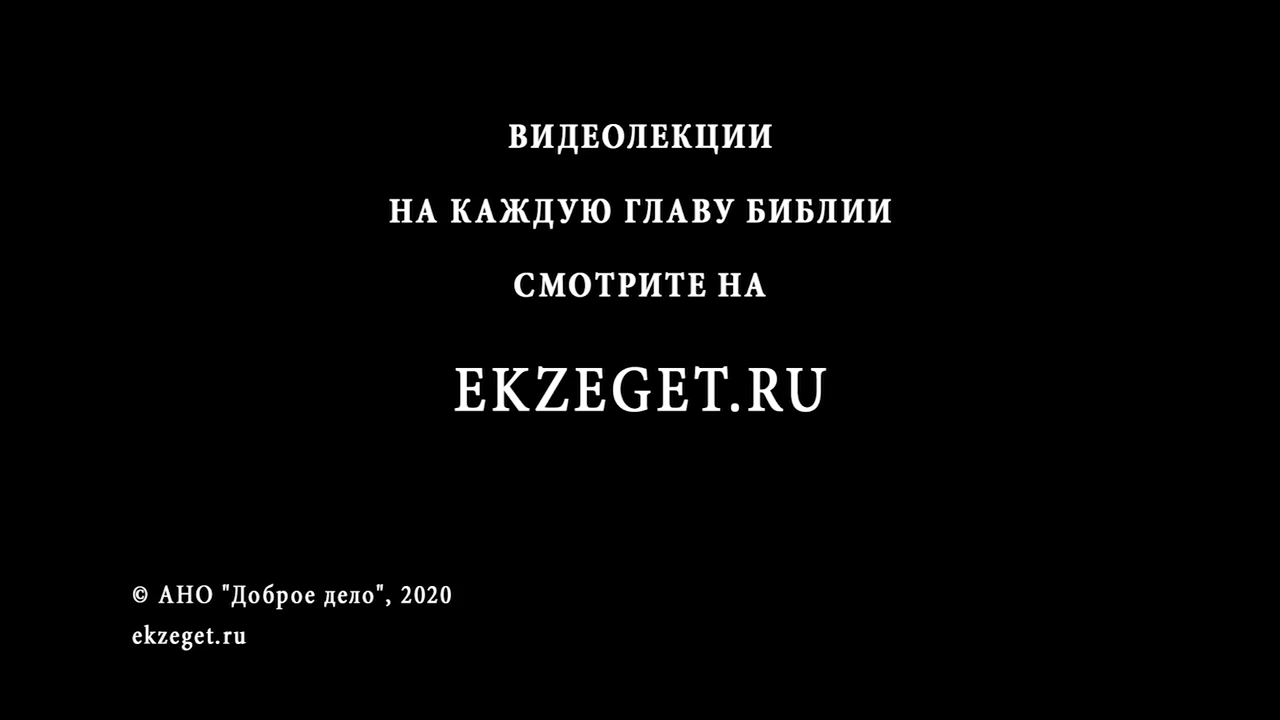 ВИДЕОЛЕКЦИИ
НА КАЖДУЮ ГЛАВУ БИБЛИИ
СМОТРИТЕ НА
EKZEGET.RU
© АНО "Доброе дело", 2020
ekzeget.ru